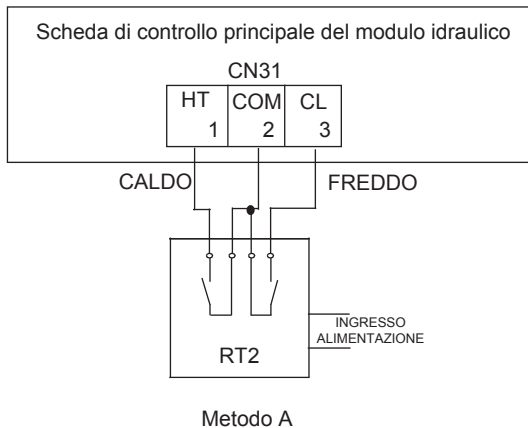 Scheda di controllo principale del modulo idraulico
CN31
HT COM CL
1 2 3
CALDO FREDDO
INGRESSO
ALIMENTAZIONE
RT2
Metodo A